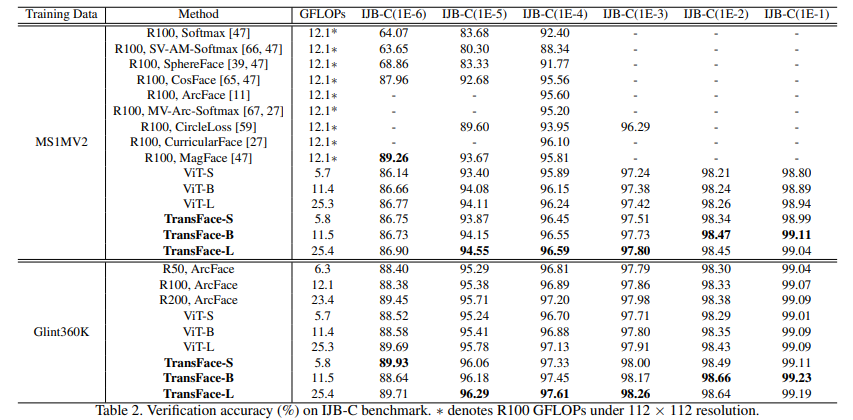 Training Data Method GFLOPs IJB-C(1E-6) IJB-C(1E-5) IJB-C(1E-4) IJB-C(1E-3) IJB-C(1E-2) IJB-C(1E-1)
R100, Softmax [47] 12.1* 64.07 83.68 92.40 - - -
R100, SV-AM-Softmax [66, 47] 12.1* 63.65 80.30 88.34 - - -
R100, SphereFace [39, 47] 12.1* 68.86 83.33 91.77 - - -
R100, CosFace [65, 47] 12.1* 87.96 92.68 95.56 - - -
R100, ArcFace [11] 12.1* - - 95.60 - - -
R100, MV-Arc-Softmax [67, 27] 12.1* - - 95.20 - - -
R100, CircleLoss [59] 12.1* - 89.60 93.95 96.29 - -
MS1MV2 R100, CurricularFace [27] 12.1* - - 96.10 - - -
R100, MagFace [47] 12.1* 89.26 93.67 95.81 - - -
ViT-S 5.7 86.14 93.40 95.89 97.24 98.21 98.80
ViT-B 11.4 86.66 94.08 96.15 97.38 98.24 98.89
ViT-L 25.3 86.77 94.11 96.24 97.42 98.26 98.94
TransFace-S 5.8 86.75 93.87 96.45 97.51 98.34 98.99
TransFace-B 11.5 86.73 94.15 96.55 97.73 98.47 99.11
TransFace-L 25.4 86.90 94.55 96.59 97.80 98.45 99.04
R50, ArcFace 6.3 88.40 95.29 96.81 97.79 98.30 99.04
R100, ArcFace 12.1 88.38 95.38 96.89 97.86 98.33 99.07
R200, ArcFace 23.4 89.45 95.71 97.20 97.98 98.38 99.09
ViT-S 5.7 88.52 95.24 96.70 97.71 98.29 99.01
Glint360K ViT-B 11.4 88.58 95.41 96.88 97.80 98.35 99.09
ViT-L 25.3 89.69 95.78 97.13 97.91 98.43 99.09
TransFace-S 5.8 89.93 96.06 97.33 98.00 98.49 99.11
TransFace-B 11.5 88.64 96.18 97.45 98.17 98.66 99.23
TransFace-L 25.4 89.71 96.29 97.61 98.26 98.64 99.19
Table 2. Verification accuracy (%) on IJB-C benchmark. * denotes R100 GFLOPs under 112 × 112 resolution.